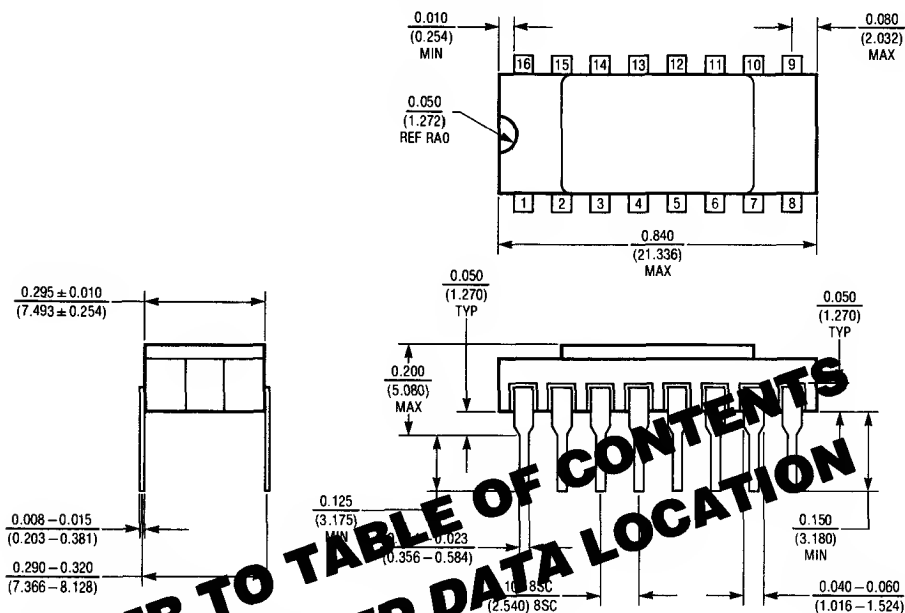 0.010
(0.254)
MIN
0.080
(2.032)
MAX
16 15 14 13 12 11 10 9
0.050
(1.272)
REF RAO
1 2 3 4 5 6 7 8
0.840
(21.336)
MAX
0.295 ± 0.010
(7.493 ± 0.254)
0.050
(1.270)
TYP
0.050
(1.270)
TYP
0.200
(5.080)
MAX
0.125
(3.175)
MIN
0.150
(3.180)
MIN
0.008 – 0.015
(0.203 – 0.381)
0.023
(0.356 – 0.584)
0.290 – 0.320
(7.366 – 8.128)
8SC
(2.540) 8SC
0.040 – 0.060
(1.016 – 1.524)
TO TABLE OF CONTENTS
DATA LOCATION